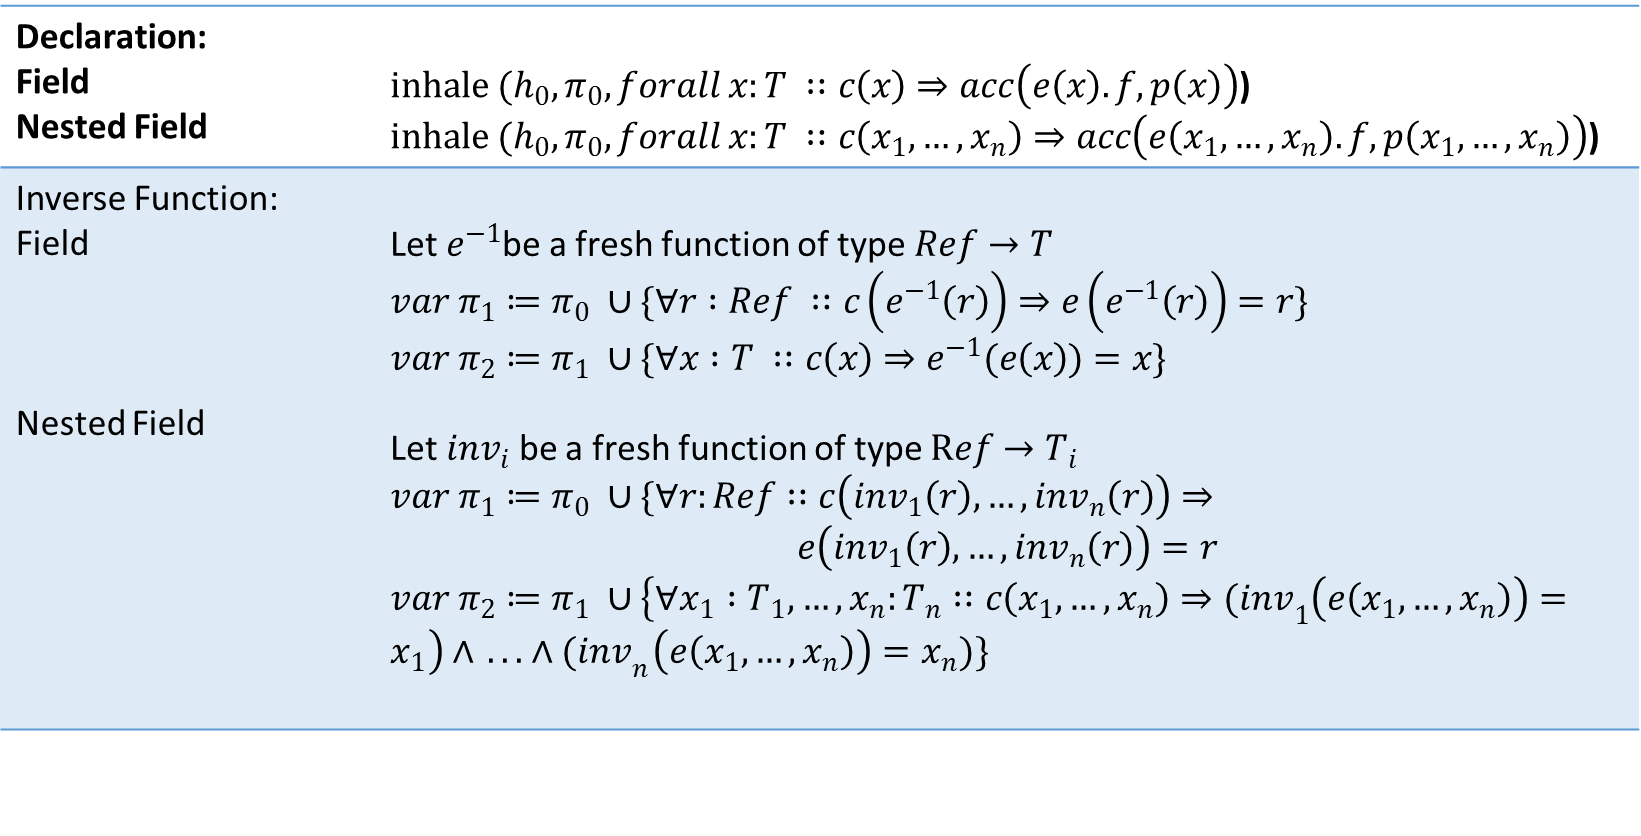 Declaration:
Field inhale (h₀, π₀, forall x: T ∷ c(x) ⇒ acc(e(x). f, p(x)))
Nested Field inhale (h₀, π₀, forall x: T ∷ c(x₁, … , xₙ) ⇒ acc(e(x₁, … , xₙ). f, p(x₁, … , xₙ)))
Inverse Function:
Field Let e⁻¹be a fresh function of type Ref → T
var π₁ ≔ π₀ ∪ {∀r : Ref ∷ c(e⁻¹(r)) ⇒ e(e⁻¹(r)) = r}
var π₂ ≔ π₁ ∪ {∀x : T ∷ c(x) ⇒ e⁻¹(e(x)) = x}
Nested Field
Let invᵢ be a fresh function of type Ref → Tᵢ
var π₁ ≔ π₀ ∪ {∀r: Ref ∷ c(inv₁(r), … , invₙ(r)) ⇒
e(inv₁(r), … , invₙ(r)) = r
var π₂ ≔ π₁ ∪ {∀x₁ : T₁, … , xₙ: Tₙ ∷ c(x₁, … , xₙ) ⇒ (inv₁(e(x₁, … , xₙ)) =
x₁) ∧ … ∧ (invₙ(e(x₁, … , xₙ)) = xₙ)}